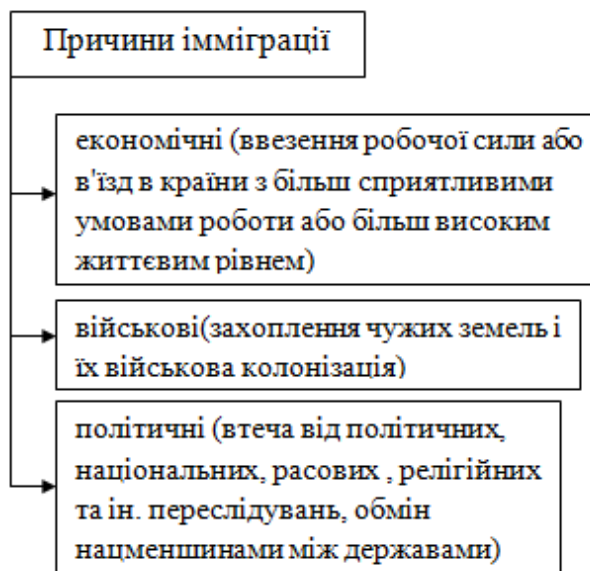 Причини імміграції
економічні (ввезення робочої сили або
в'їзд в країни з більш сприятливими
умовами роботи або більш високим
життєвим рівнем)
військові(захоплення чужих земель і
їх військова колонізація)
політичні (втеча від політичних,
національних, расових , релігійних
та ін. переслідувань, обмін
нацменшинами між державами)